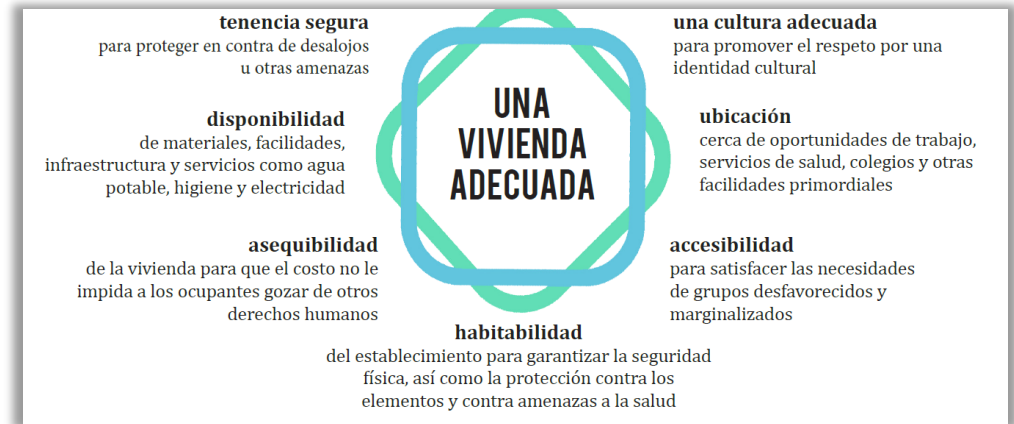 tenencia segura
para proteger en contra de desalojos
u otras amenazas
disponibilidad
de materiales, facilidades,
infraestructura y servicios como agua
potable, higiene y electricidad
asequibilidad
de la vivienda para que el costo no le
impida a los ocupantes gozar de otros
derechos humanos
UNA
VIVIENDA
ADECUADA
una cultura adecuada
para promover el respeto por una
identidad cultural
ubicación
cerca de oportunidades de trabajo,
servicios de salud, colegios y otras
facilidades primordiales
accesibilidad
para satisfacer las necesidades
de grupos desfavorecidos y
marginalizados
habitabilidad
del establecimiento para garantizar la seguridad
física, así como la protección contra los
elementos y contra amenazas a la salud